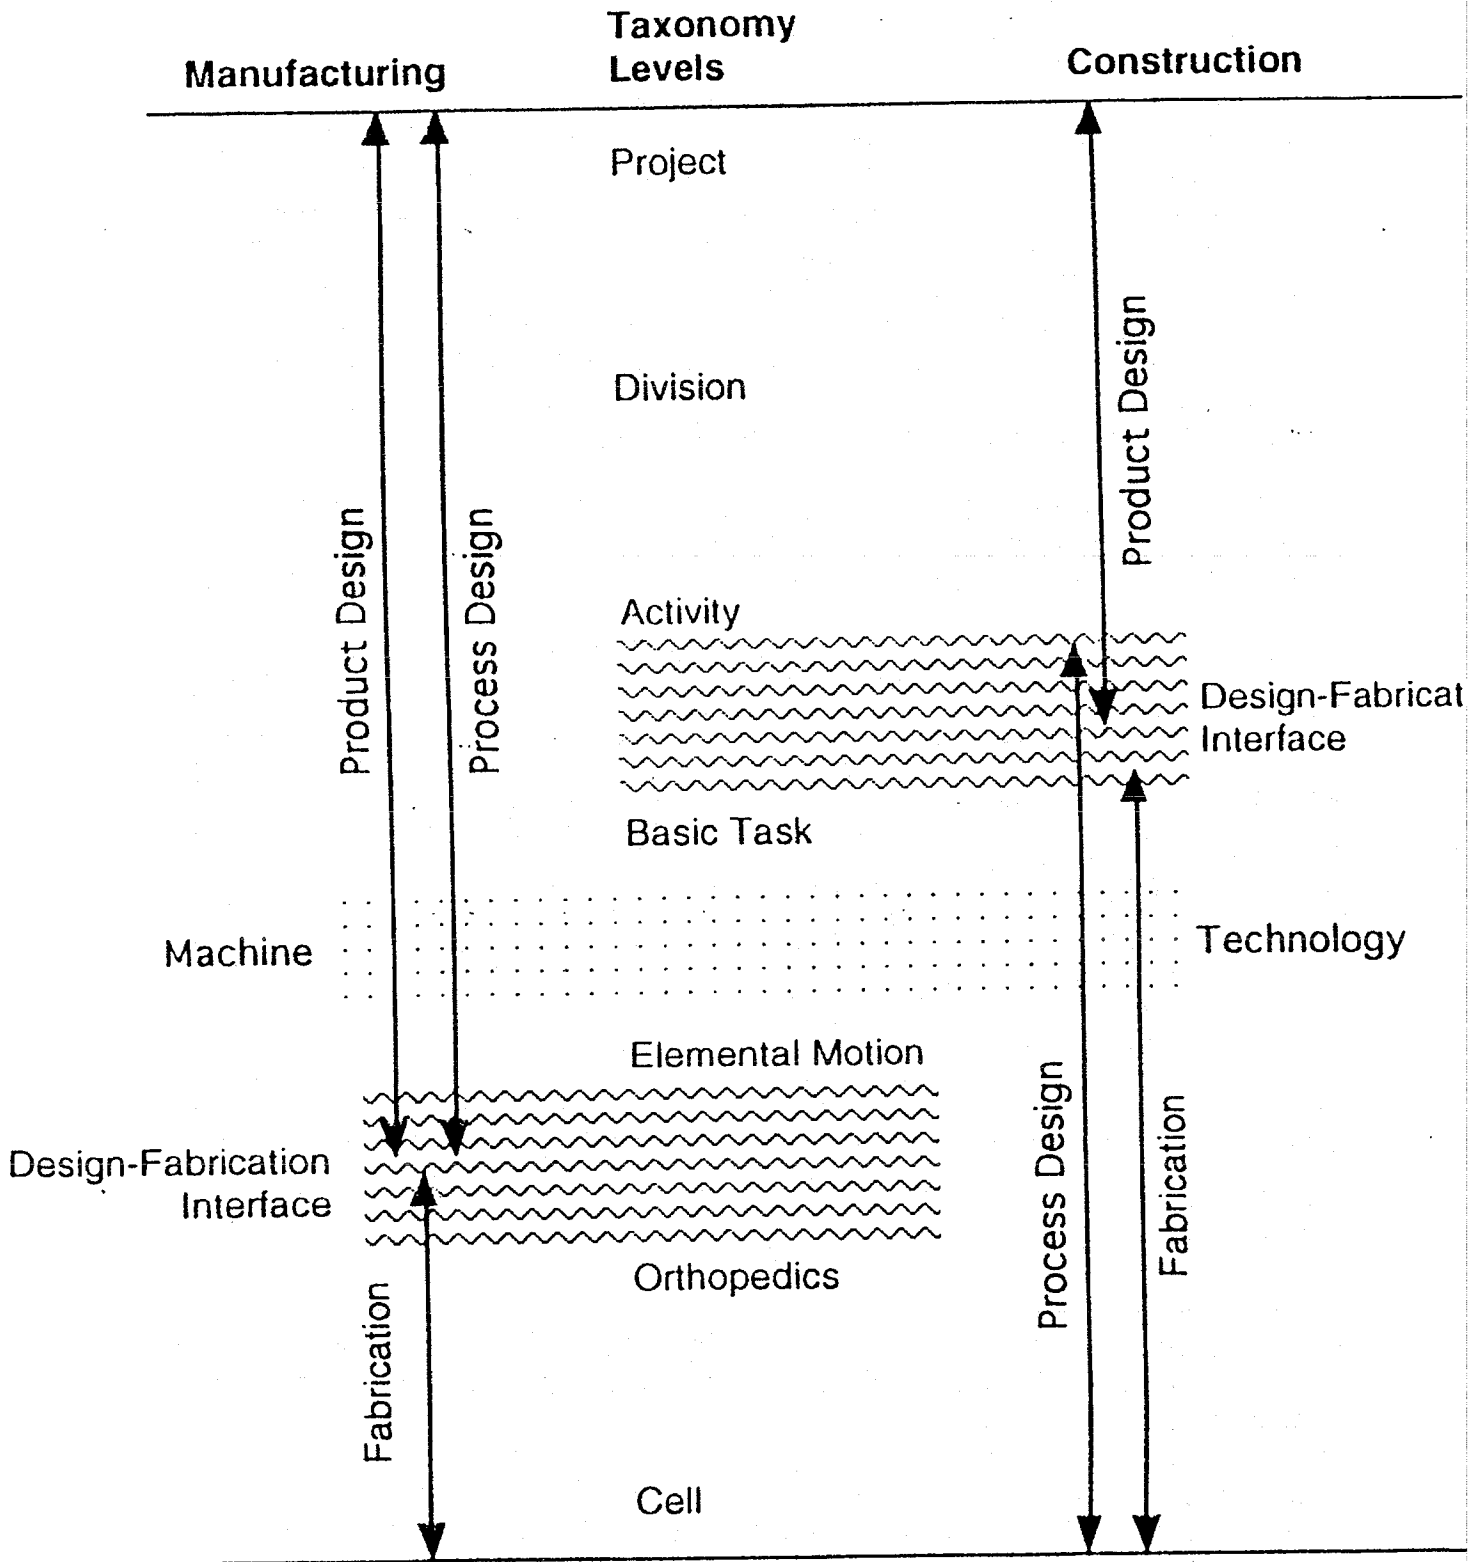 Taxonomy
Levels
Manufacturing
Construction
Project
Division
Product Design
Product Design
Process Design
Activity
Design-Fabricat
Interface
Basic Task
Machine
Technology
Elemental Motion
Design-Fabrication
Interface
Process Design
Fabrication
Orthopedics
Fabrication
Cell